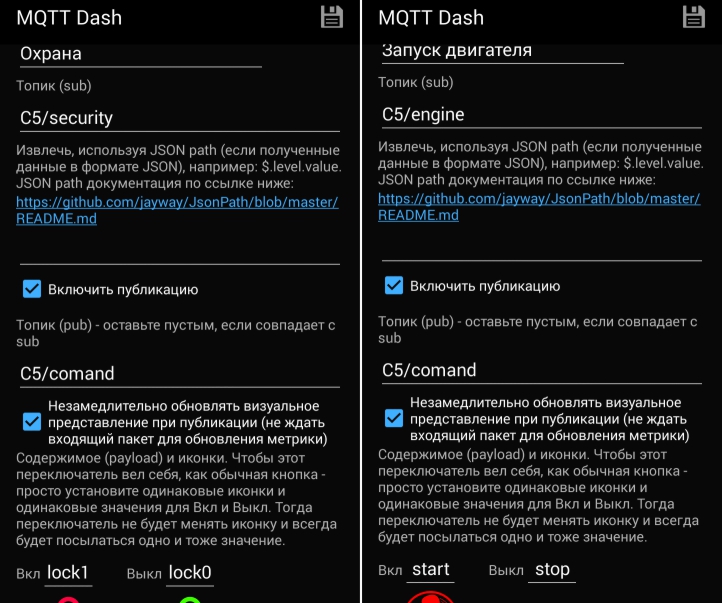 MQTT Dash
Охрана
Топик (sub)
C5/security
Извлечь, используя JSON path (если полученные
данные в формате JSON), например: $.level.value.
JSON path документация по ссылке ниже:
https://github.com/jayway/JsonPath/blob/master/
README.md
Включить публикацию
Топик (pub) - оставьте пустым, если совпадает с
sub
C5/comand
Незамедлительно обновлять визуальное
представление при публикации (не ждать
входящий пакет для обновления метрики)
Содержимое (payload) и иконки. Чтобы этот
переключатель вел себя, как обычная кнопка -
просто установите одинаковые иконки и
одинаковые значения для Вкл и Выкл. Тогда
переключатель не будет менять иконку и всегда
будет посылаться одно и тоже значение.
Вкл lock1 Выкл lock0
MQTT Dash
Запуск двигателя
Топик (sub)
C5/engine
Извлечь, используя JSON path (если полученные
данные в формате JSON), например: $.level.value.
JSON path документация по ссылке ниже:
https://github.com/jayway/JsonPath/blob/master/
README.md
Включить публикацию
Топик (pub) - оставьте пустым, если совпадает с
sub
C5/comand
Незамедлительно обновлять визуальное
представление при публикации (не ждать
входящий пакет для обновления метрики)
Содержимое (payload) и иконки. Чтобы этот
переключатель вел себя, как обычная кнопка -
просто установите одинаковые иконки и
одинаковые значения для Вкл и Выкл. Тогда
переключатель не будет менять иконку и всегда
будет посылаться одно и тоже значение.
Вкл start Выкл stop